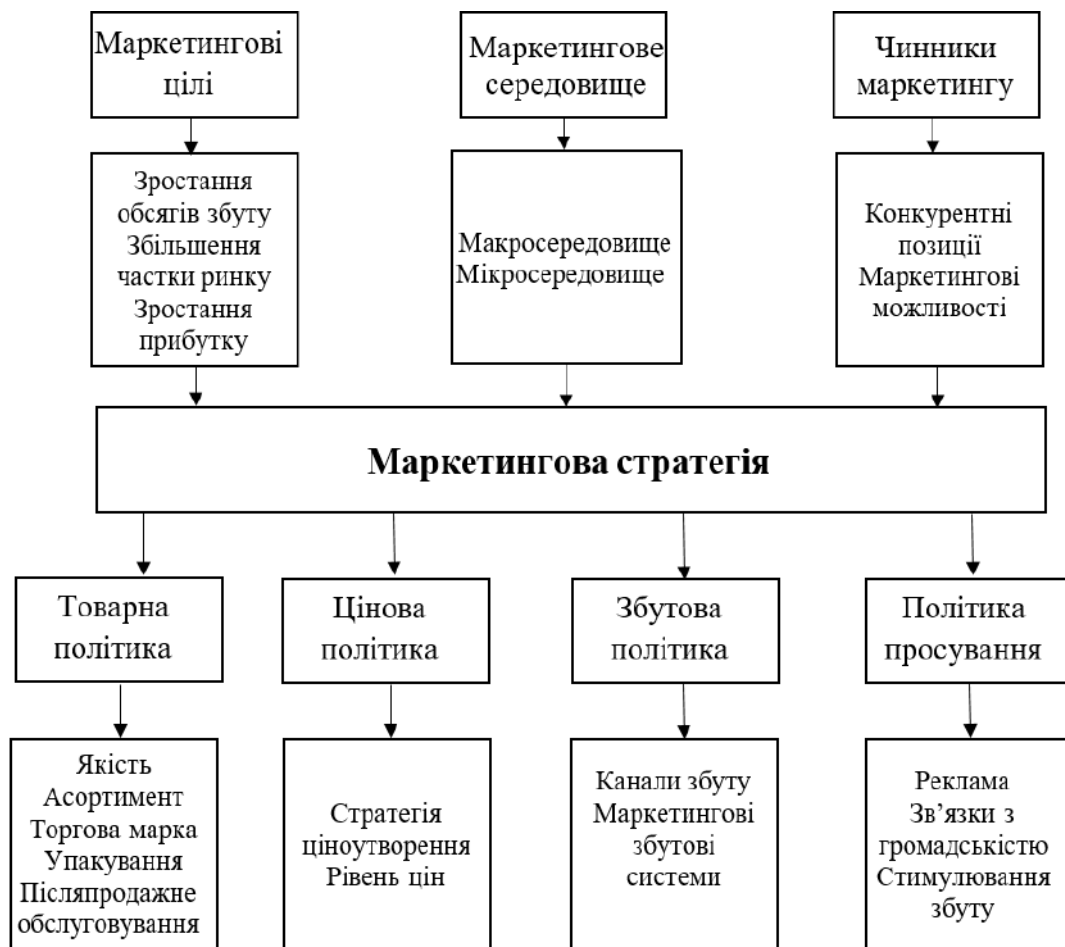 Маркетингові
цілі
Маркетингове
середовище
Чинники
маркетингу
Зростання
обсягів збуту
Збільшення
частки ринку
Зростання
прибутку
Макросередовище
Мікросередовище
Конкурентні
позиції
Маркетингові
можливості
Маркетингова стратегія
Товарна
політика
Цінова
політика
Збутова
політика
Політика
просування
Якість
Асортимент
Торгова марка
Упакування
Післяпродажне
обслуговування
Стратегія
ціноутворення
Рівень цін
Канали збуту
Маркетингові
збутові
системи
Реклама
Зв’язки з
громадськістю
Стимулювання
збуту